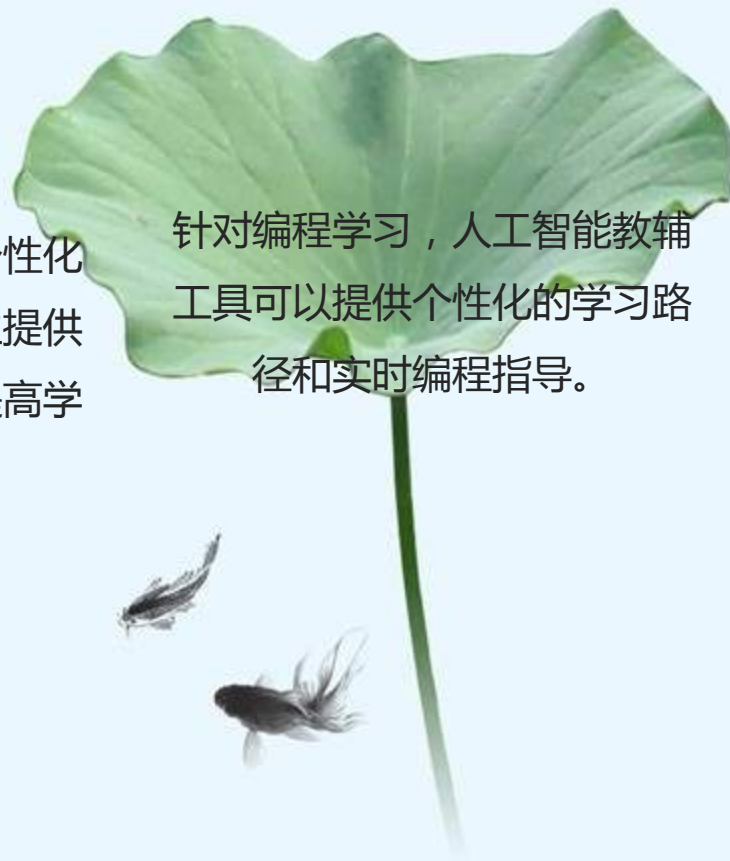 个性化
提供
提高学
针对编程学习，人工智能教辅
工具可以提供个性化的学习路
径和实时编程指导。